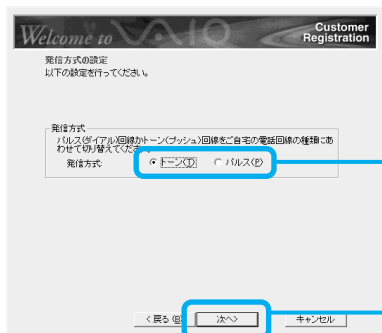 Welcome to VAIO
Customer
Registration
発信方式の設定
以下の設定を行ってください。
発信方式
パルス(ダイアル)回線かトーン(プッシュ)回線をご自宅の電話回線の種類にあ
わせて切り替えてください。
発信方式 トーン(T) パルス(P)
< 戻る(B) 次へ> キャンセル